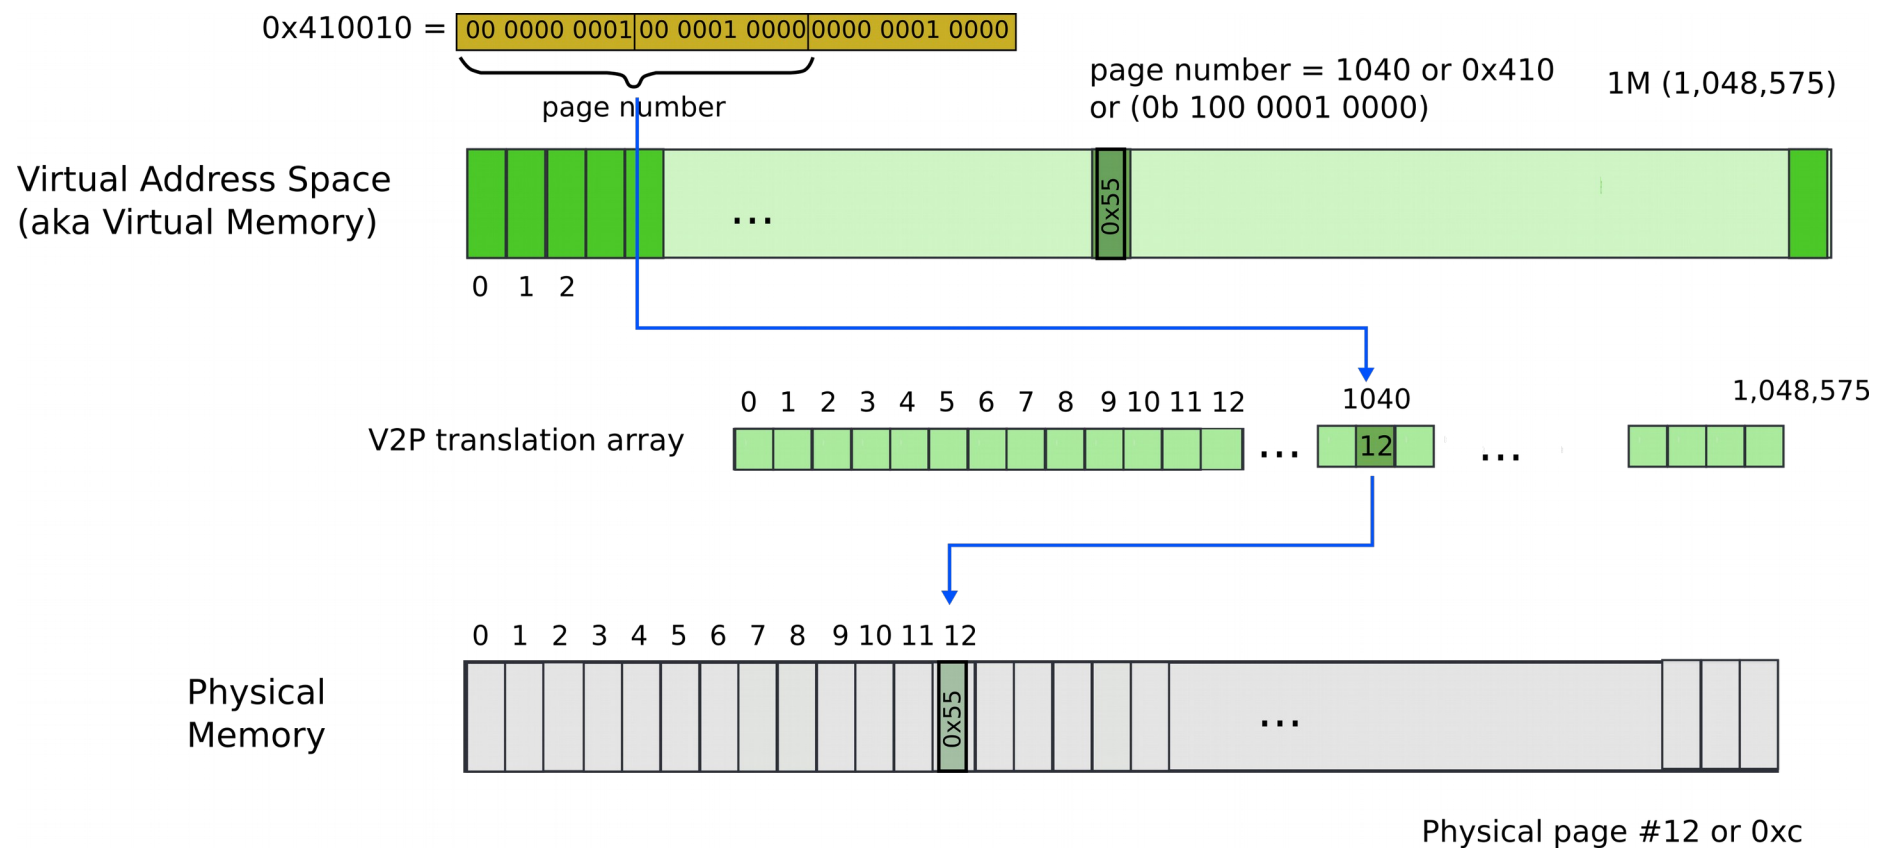 0x410010 = 00 0000 0001 00 0001 0000 0000 0001 0000
page number
page number = 1040 or 0x410
or (0b 100 0001 0000)
1M (1,048,575)
Virtual Address Space
(aka Virtual Memory)
...
0x55
0 1 2
1,048,575
0 1 2 3 4 5 6 7 8 9 10 11 12
1040
V2P translation array
...
12
...
0 1 2 3 4 5 6 7 8 9 10 11 12
Physical
Memory
0x55
...
Physical page #12 or 0xc